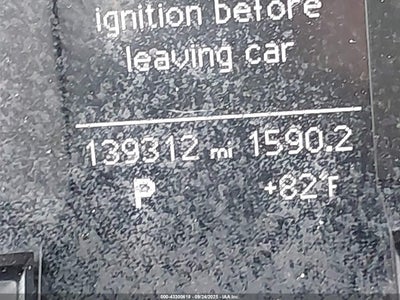 ignition before
leaving car
139312 mi 1590.2
P +82°F